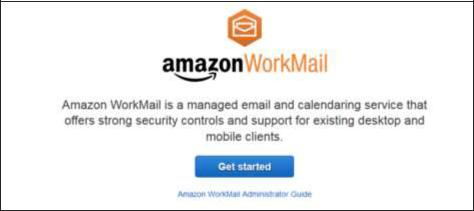 amazonWorkMail
Amazon WorkMail is a managed email and calendaring service that
offers strong security controls and support for existing desktop and
mobile clients.
Get started
Amazon WorkMail Administrator Guide